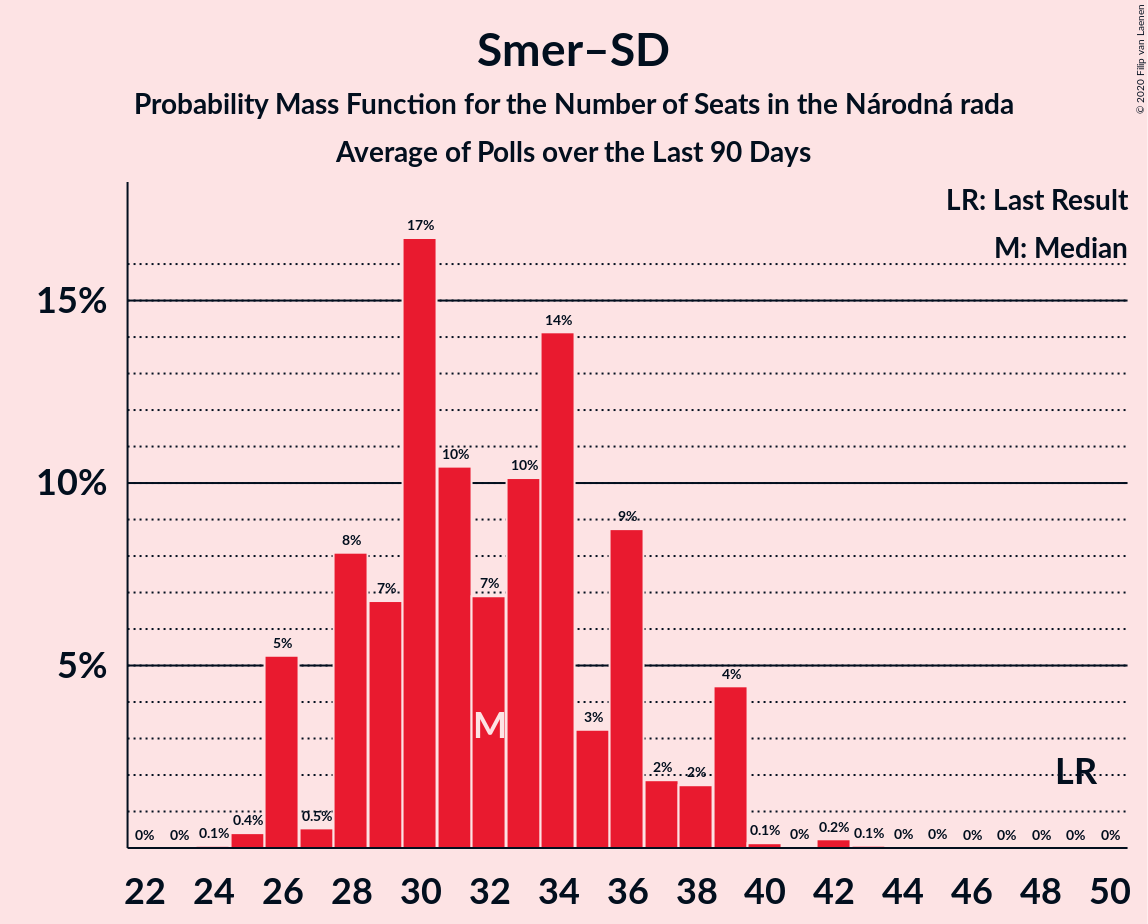 © 2020 Filip van Laenen
Smer–SD
Probability Mass Function for the Number of Seats in the Národná rada
Average of Polls over the Last 90 Days
LR: Last Result
M: Median
15%
10%
5%
0% 0% 0.1% 0.4% 5% 0.5% 8% 7% 17% 10% 7% 10% 14% 3% 9% 2% 2% 4% 0.1% 0% 0.2% 0.1% 0% 0% 0% 0% 0% 0% 0%
M
LR
22 24 26 28 30 32 34 36 38 40 42 44 46 48 50